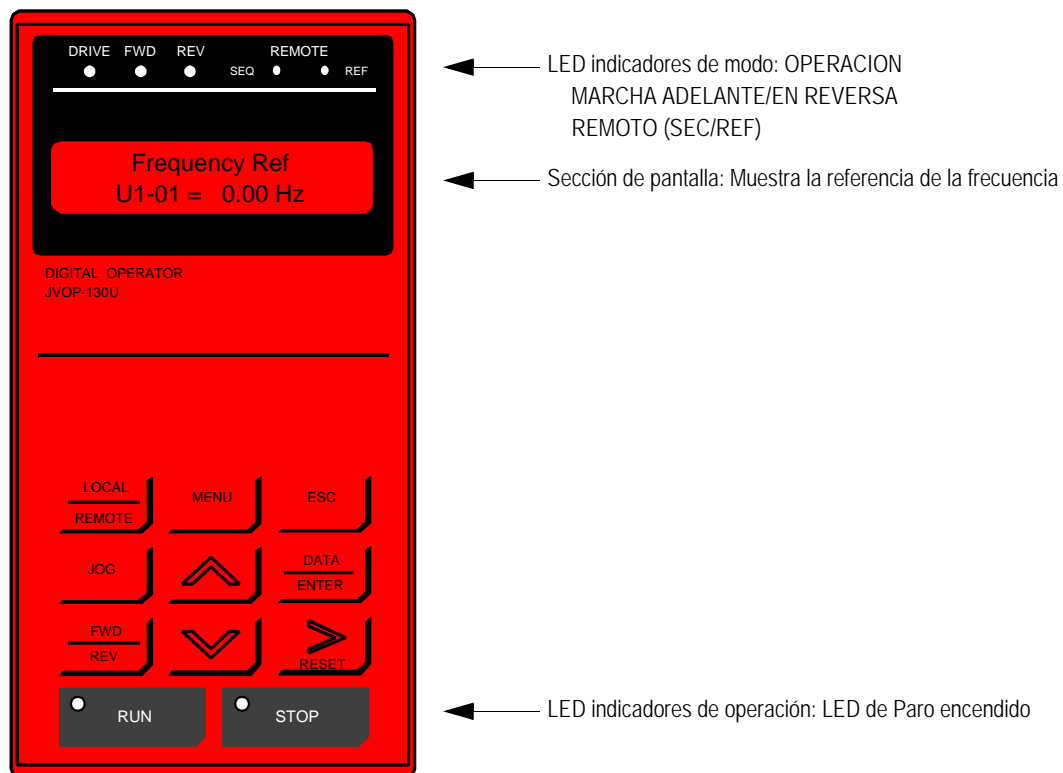 DRIVE FWD REV REMOTE
SEQ REF
LED indicadores de modo: OPERACION
MARCHA ADELANTE/EN REVERSA
REMOTO (SEC/REF)
Frequency Ref
U1-01 = 0.00 Hz
Sección de pantalla: Muestra la referencia de la frecuencia
DIGITAL OPERATOR
JVOP-130U
LOCAL
REMOTE
MENU
ESC
JOG
DATA
ENTER
FWD
REV
RESET
RUN
STOP
LED indicadores de operación: LED de Paro encendido